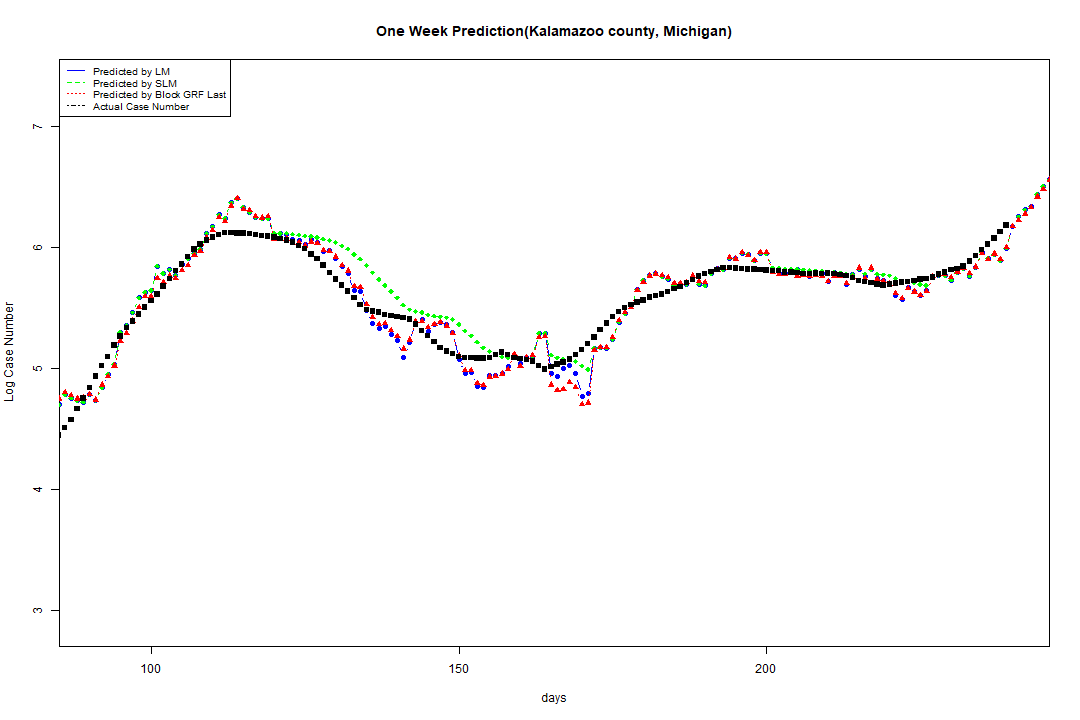 One Week Prediction(Kalamazoo county, Michigan)
Predicted by LM
Predicted by SLM
Predicted by Block GRF Last
Actual Case Number
7
6
5
4
3
Log Case Number
100 150 200
days